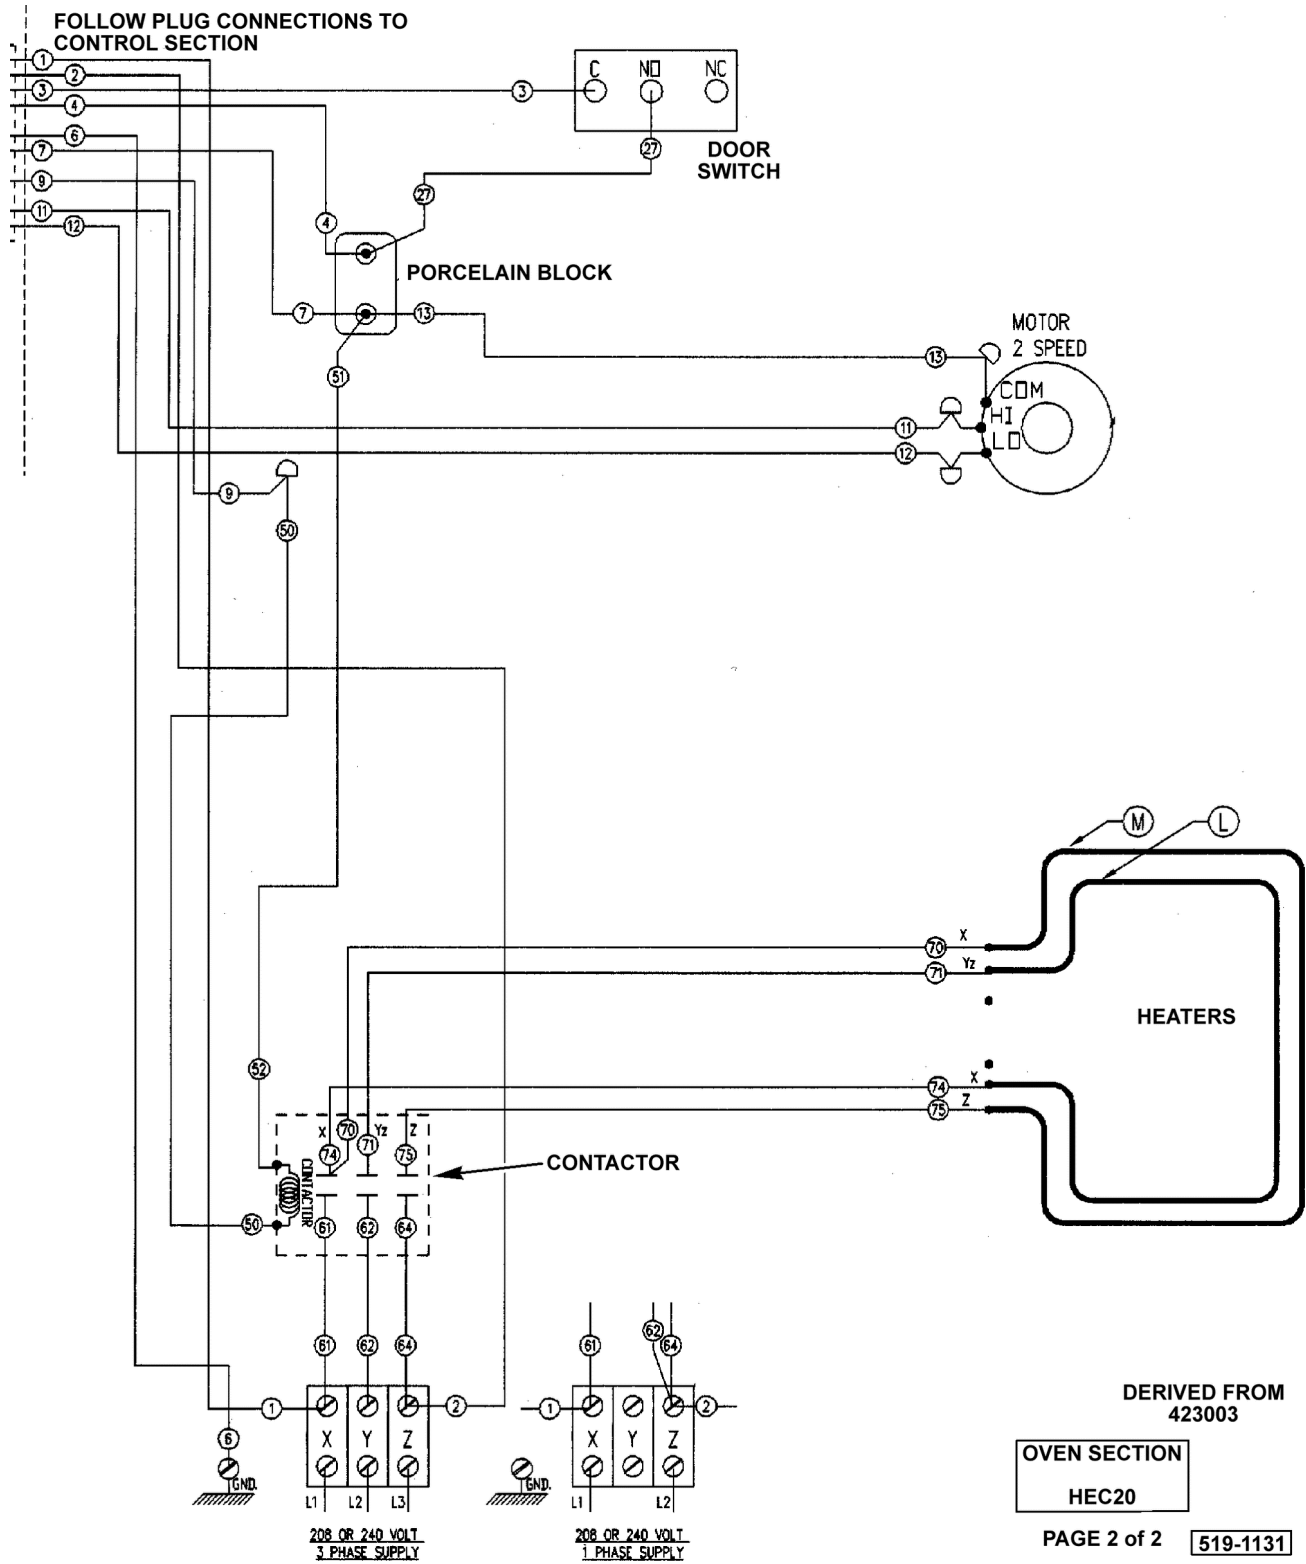 FOLLOW PLUG CONNECTIONS TO
CONTROL SECTION
1
2
3
3
4
6
7
9
11
12
C NO NC
27
DOOR
SWITCH
27
4
PORCELAIN BLOCK
7
13
51
MOTOR
2 SPEED
13
COM
HI
LO
11
12
9
50
M
L
70
X
71
Yz
HEATERS
52
74
X
75
Z
X
70
Yz
Z
74
71
75
CONTACTOR
CONTACTOR
50
61
62
64
61
62
64
61
62
64
1
2
1
2
X Y Z
X Y Z
6
GND.
GND.
L1 L2 L3
L1 L2
208 OR 240 VOLT
3 PHASE SUPPLY
208 OR 240 VOLT
1 PHASE SUPPLY
DERIVED FROM
423003
OVEN SECTION
HEC20
PAGE 2 of 2
519-1131